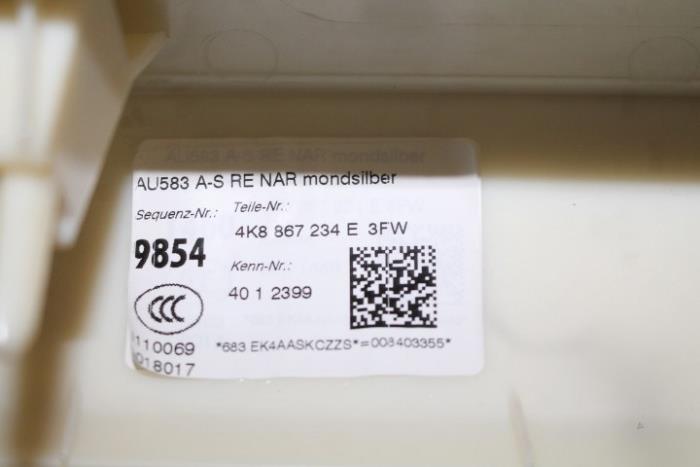 AU583 A-S RE NAR mondsilber
Sequenz-Nr.: Teile-Nr.:
9854 4K8 867 234 E 3FW
Kenn-Nr.:
40 1 2399
CCC
110069 *683 EK4AASKCZZS*=008403355*
018017